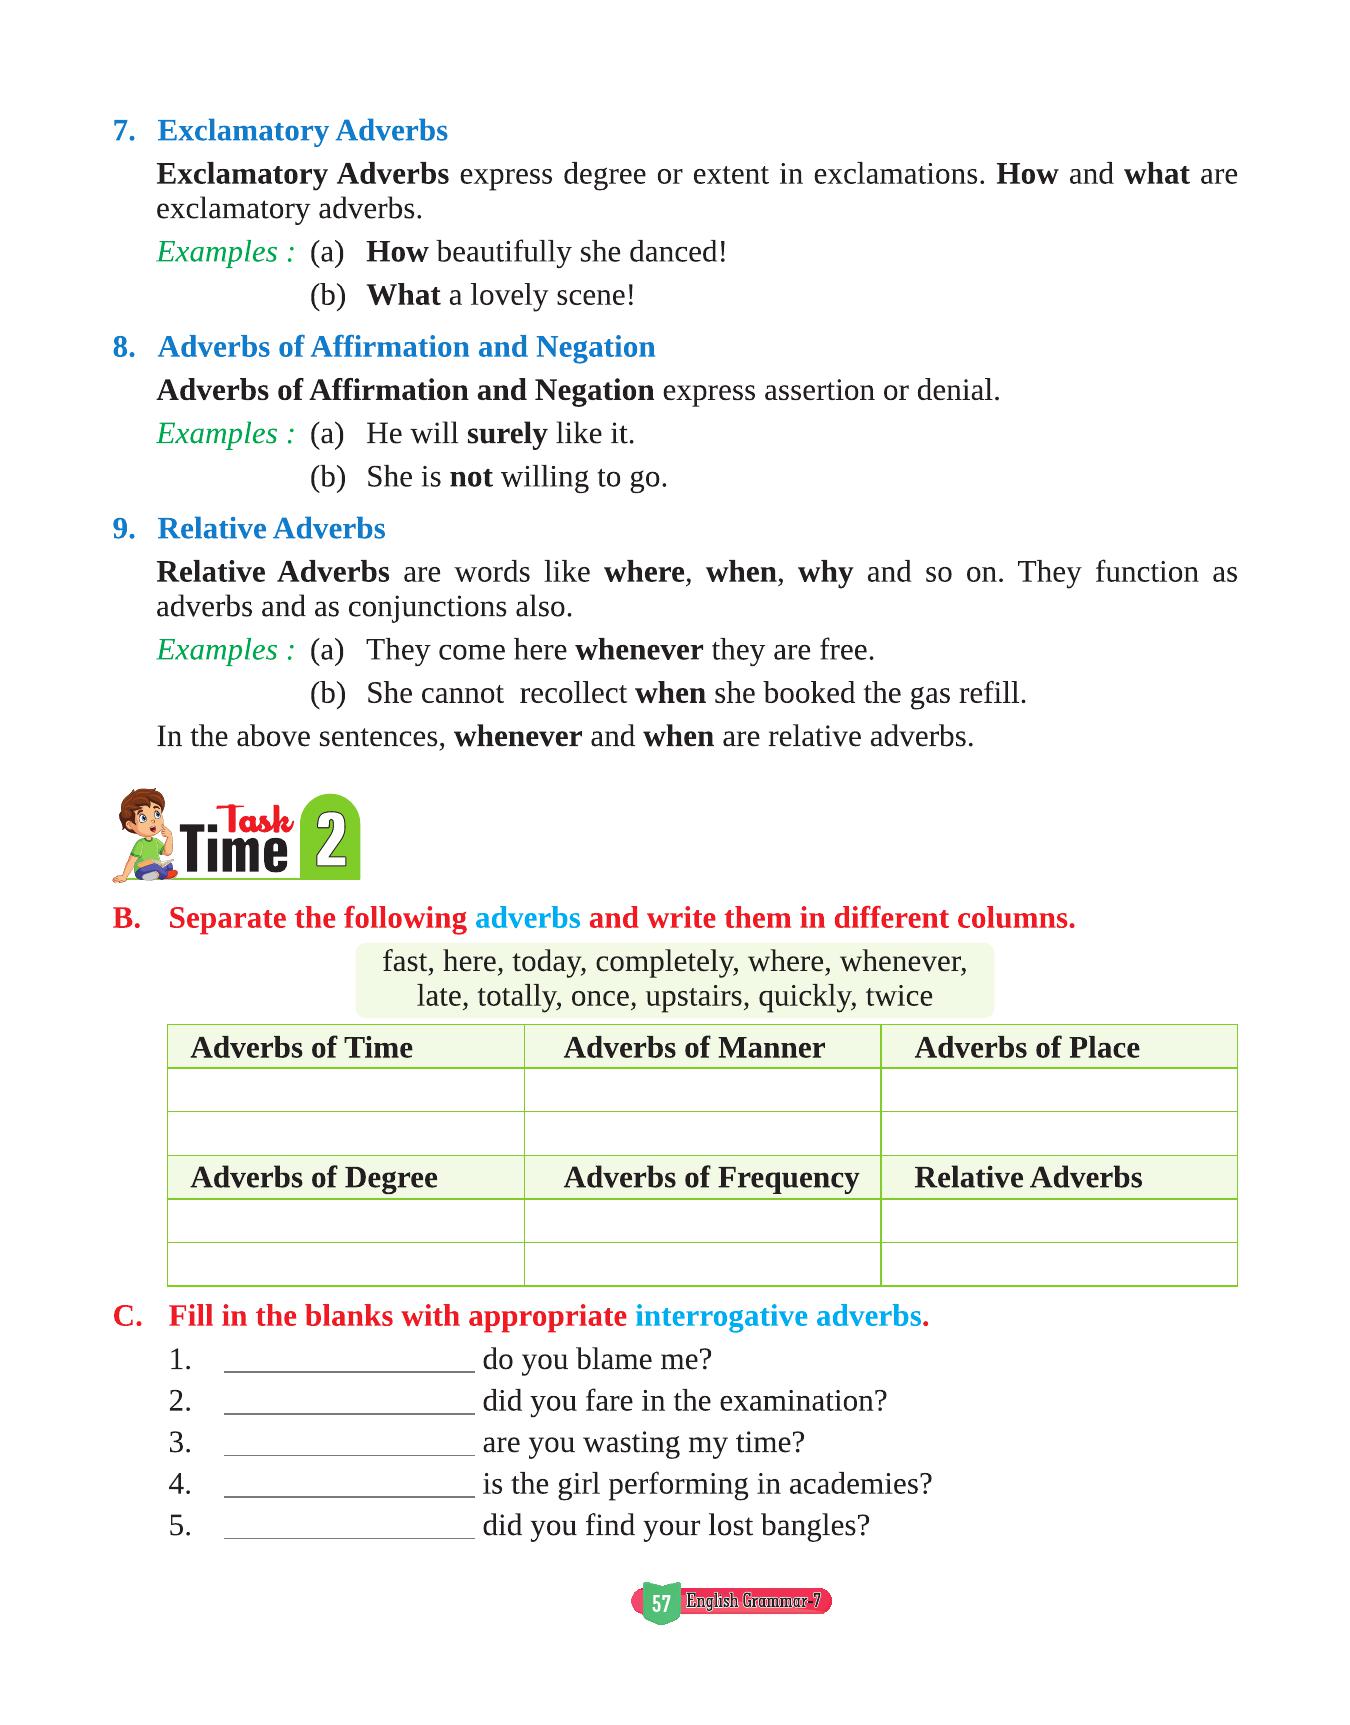 7. Exclamatory Adverbs
Exclamatory Adverbs express degree or extent in exclamations. How and what are
exclamatory adverbs.
Examples : (a) How beautifully she danced!
(b) What a lovely scene!
8. Adverbs of Affirmation and Negation
Adverbs of Affirmation and Negation express assertion or denial.
Examples : (a) He will surely like it.
(b) She is not willing to go.
9. Relative Adverbs
Relative Adverbs are words like where, when, why and so on. They function as
adverbs and as conjunctions also.
Examples : (a) They come here whenever they are free.
(b) She cannot recollect when she booked the gas refill.
In the above sentences, whenever and when are relative adverbs.
Task
Time 2
B. Separate the following adverbs and write them in different columns.
fast, here, today, completely, where, whenever,
late, totally, once, upstairs, quickly, twice
Adverbs of Time Adverbs of Manner Adverbs of Place
Adverbs of Degree Adverbs of Frequency Relative Adverbs
C. Fill in the blanks with appropriate interrogative adverbs.
1. ________________ do you blame me?
2. ________________ did you fare in the examination?
3. ________________ are you wasting my time?
4. ________________ is the girl performing in academies?
5. ________________ did you find your lost bangles?
57 English Grammar-7